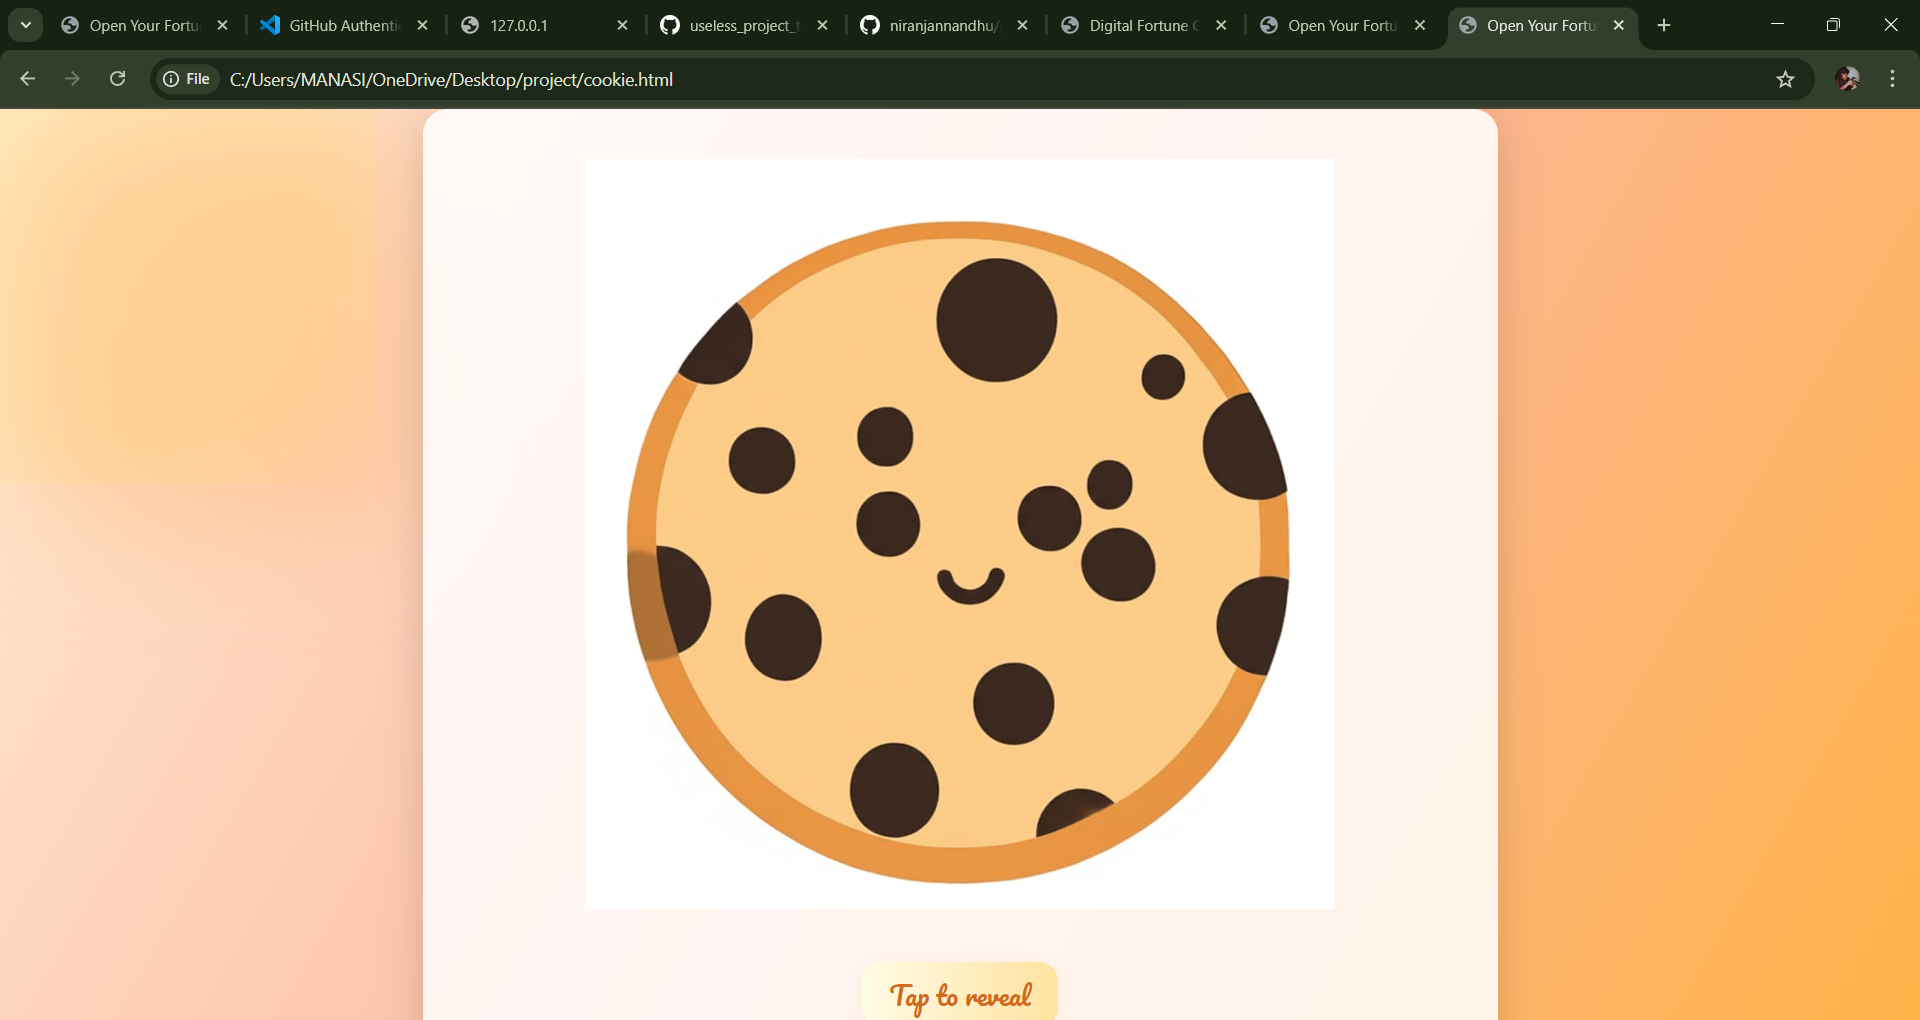 Open Your Fortu
GitHub Authenti
127.0.0.1
useless_project_t
niranjannandhu/
Digital Fortune C
Open Your Fortu
Open Your Fortu
File
C:/Users/MANASI/OneDrive/Desktop/project/cookie.html
Tap to reveal